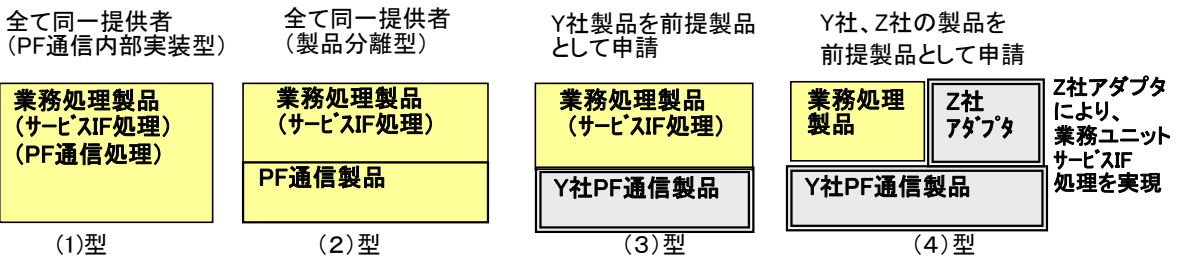 全て同一提供者
(PF通信内部実装型)
業務処理製品
(サービスIF処理)
(PF通信処理)
(1)型
全て同一提供者
(製品分離型)
業務処理製品
(サービスIF処理)
PF通信製品
(2)型
Y社製品を前提製品
として申請
業務処理製品
(サービスIF処理)
Y社PF通信製品
(3)型
Y社、Z社の製品を
前提製品として申請
業務処理
製品
Z社
アダプタ
Y社PF通信製品
(4)型
Z社アダプタ
により、
業務ユニット
サービスIF
処理を実現